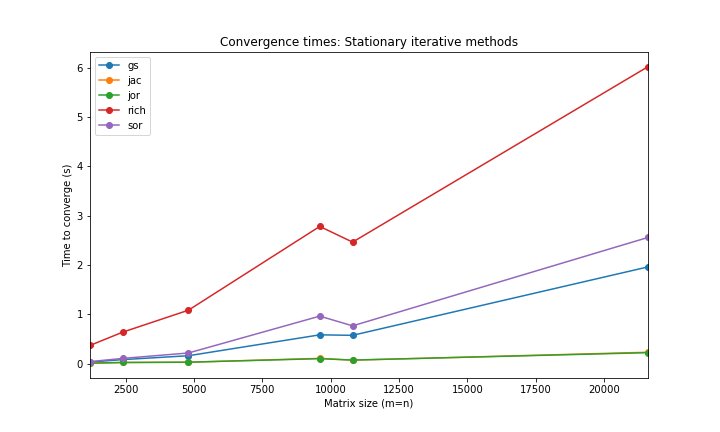 Convergence times: Stationary iterative methods
gs
jac
jor
rich
sor
6
5
4
3
2
1
0
Time to converge (s)
2500 5000 7500 10000 12500 15000 17500 20000
Matrix size (m=n)